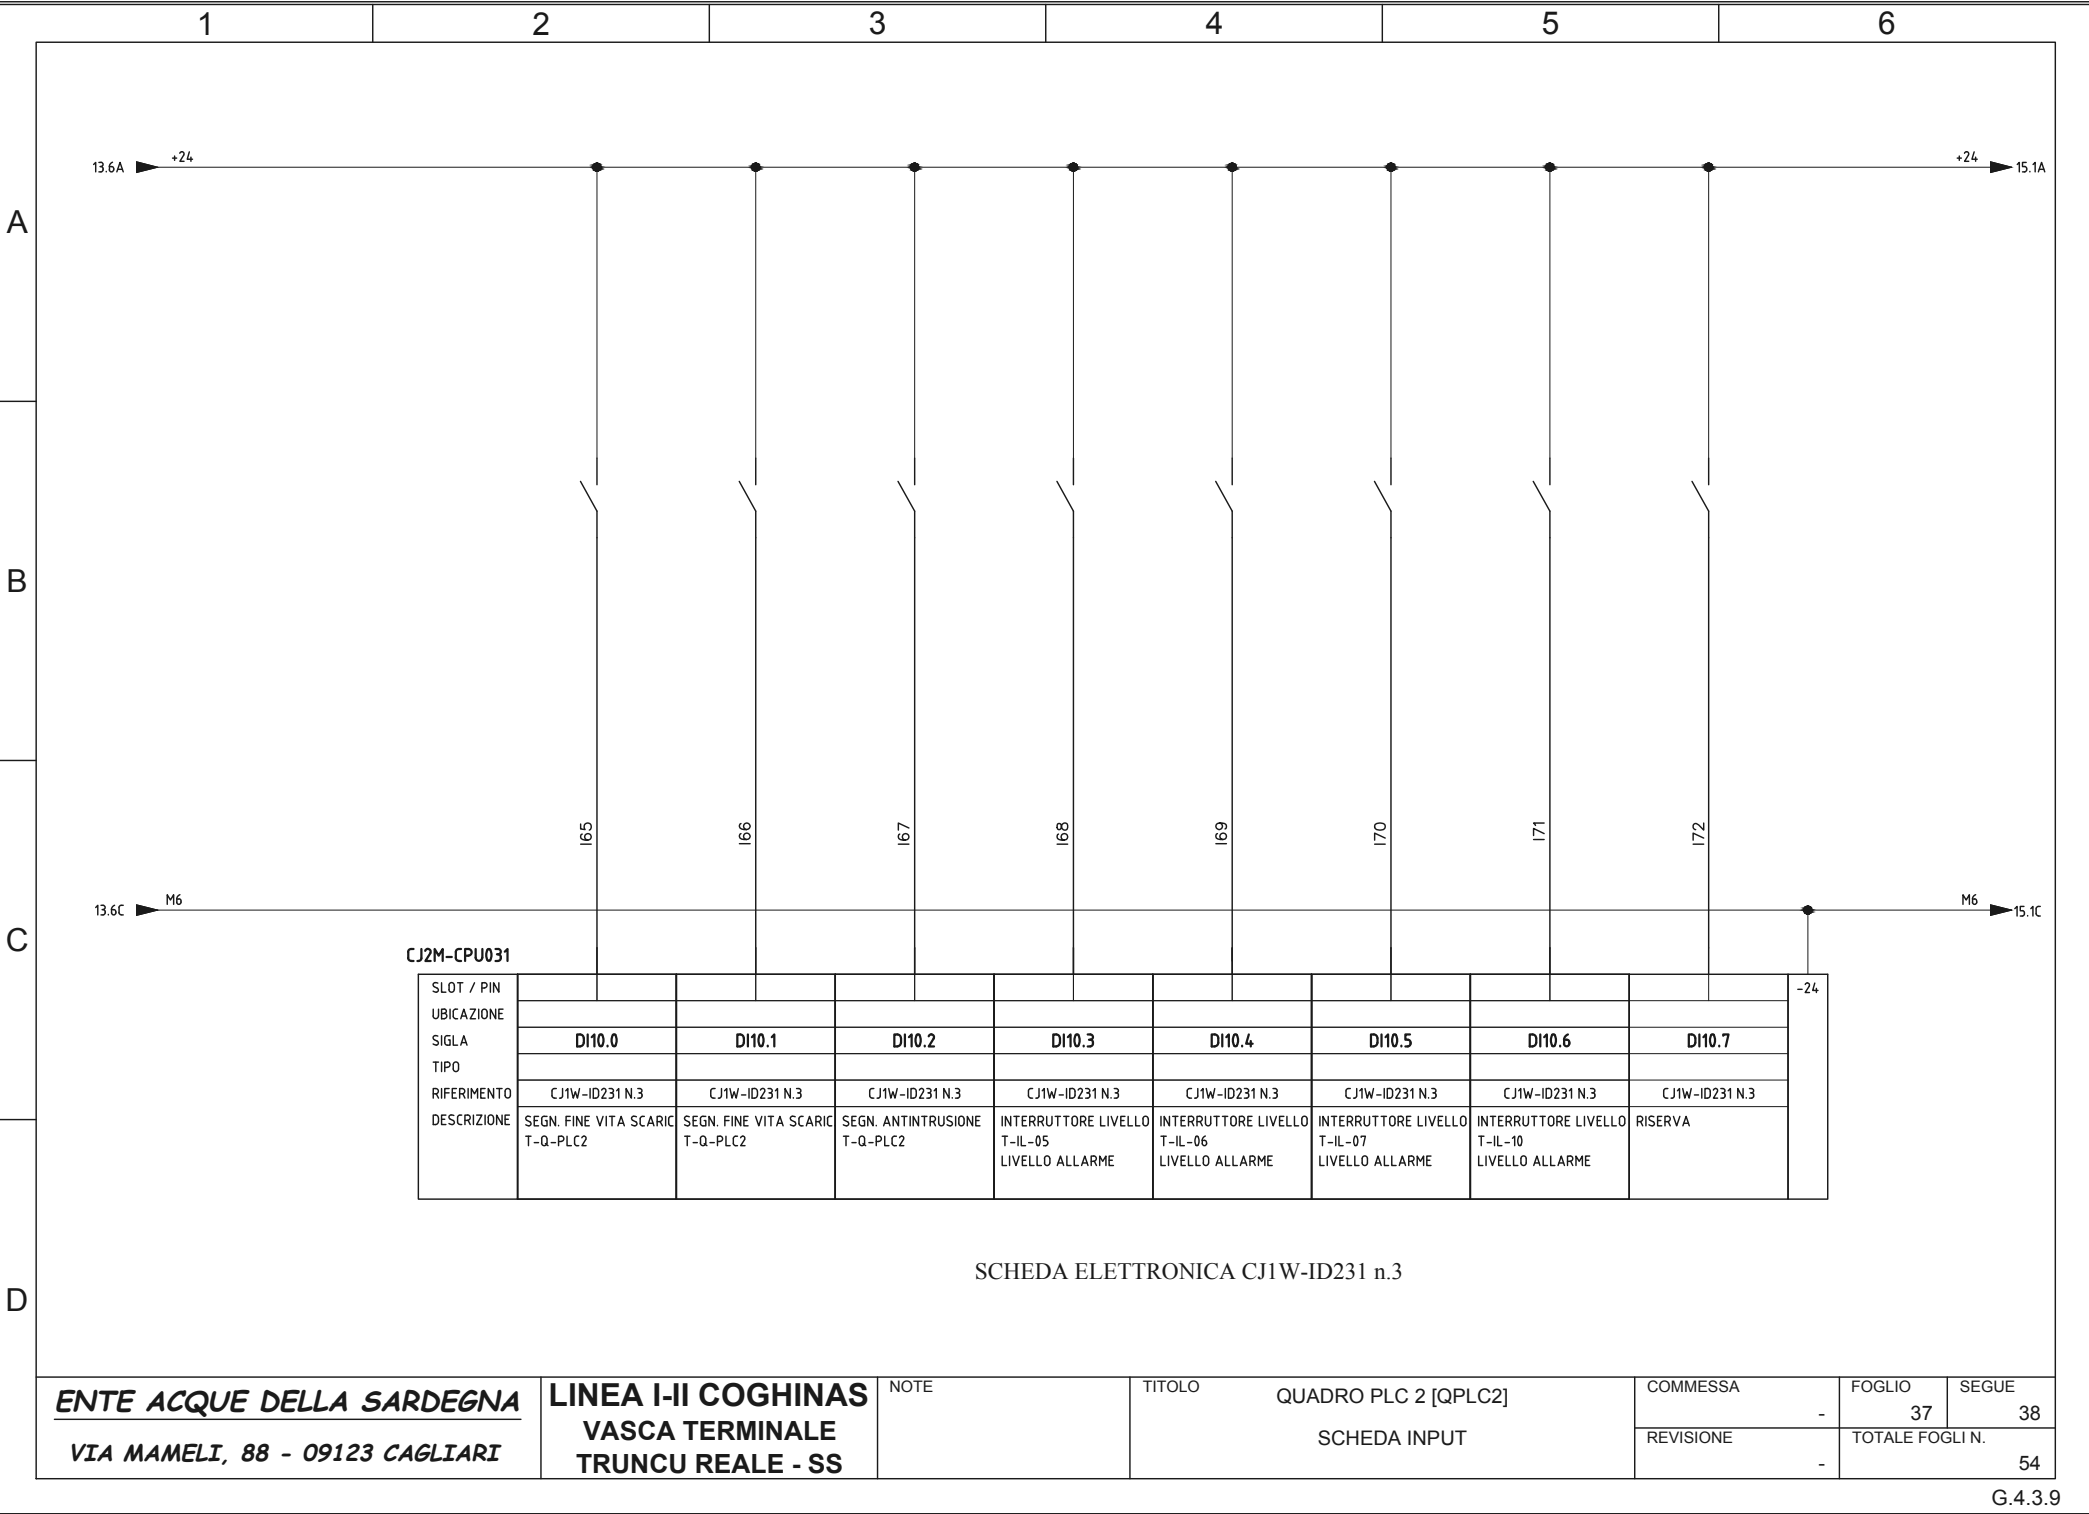 1 2 3 4 5 6
A
B
C
D
13.6A +24 +24 15.1A
I65 I66 I67 I68 I69 I70 I71 I72
13.6C M6 M6 15.1C
CJ2M-CPU031
SLOT / PIN -24
UBICAZIONE
SIGLA DI10.0 DI10.1 DI10.2 DI10.3 DI10.4 DI10.5 DI10.6 DI10.7
TIPO
RIFERIMENTO CJ1W-ID231 N.3 CJ1W-ID231 N.3 CJ1W-ID231 N.3 CJ1W-ID231 N.3 CJ1W-ID231 N.3 CJ1W-ID231 N.3 CJ1W-ID231 N.3 CJ1W-ID231 N.3
DESCRIZIONE SEGN. FINE VITA SCARIC SEGN. FINE VITA SCARIC SEGN. ANTINTRUSIONE INTERRUTTORE LIVELLO INTERRUTTORE LIVELLO INTERRUTTORE LIVELLO INTERRUTTORE LIVELLO RISERVA
T-Q-PLC2 T-Q-PLC2 T-Q-PLC2 T-IL-05 T-IL-06 T-IL-07 T-IL-10
LIVELLO ALLARME LIVELLO ALLARME LIVELLO ALLARME LIVELLO ALLARME
SCHEDA ELETTRONICA CJ1W-ID231 n.3
ENTE ACQUE DELLA SARDEGNA
VIA MAMELI, 88 - 09123 CAGLIARI
LINEA I-II COGHINAS
VASCA TERMINALE
TRUNCU REALE - SS
NOTE
TITOLO
QUADRO PLC 2 [QPLC2]
SCHEDA INPUT
COMMESSA
-
REVISIONE
-
FOGLIO
37
SEGUE
38
TOTALE FOGLI N.
54
G.4.3.9